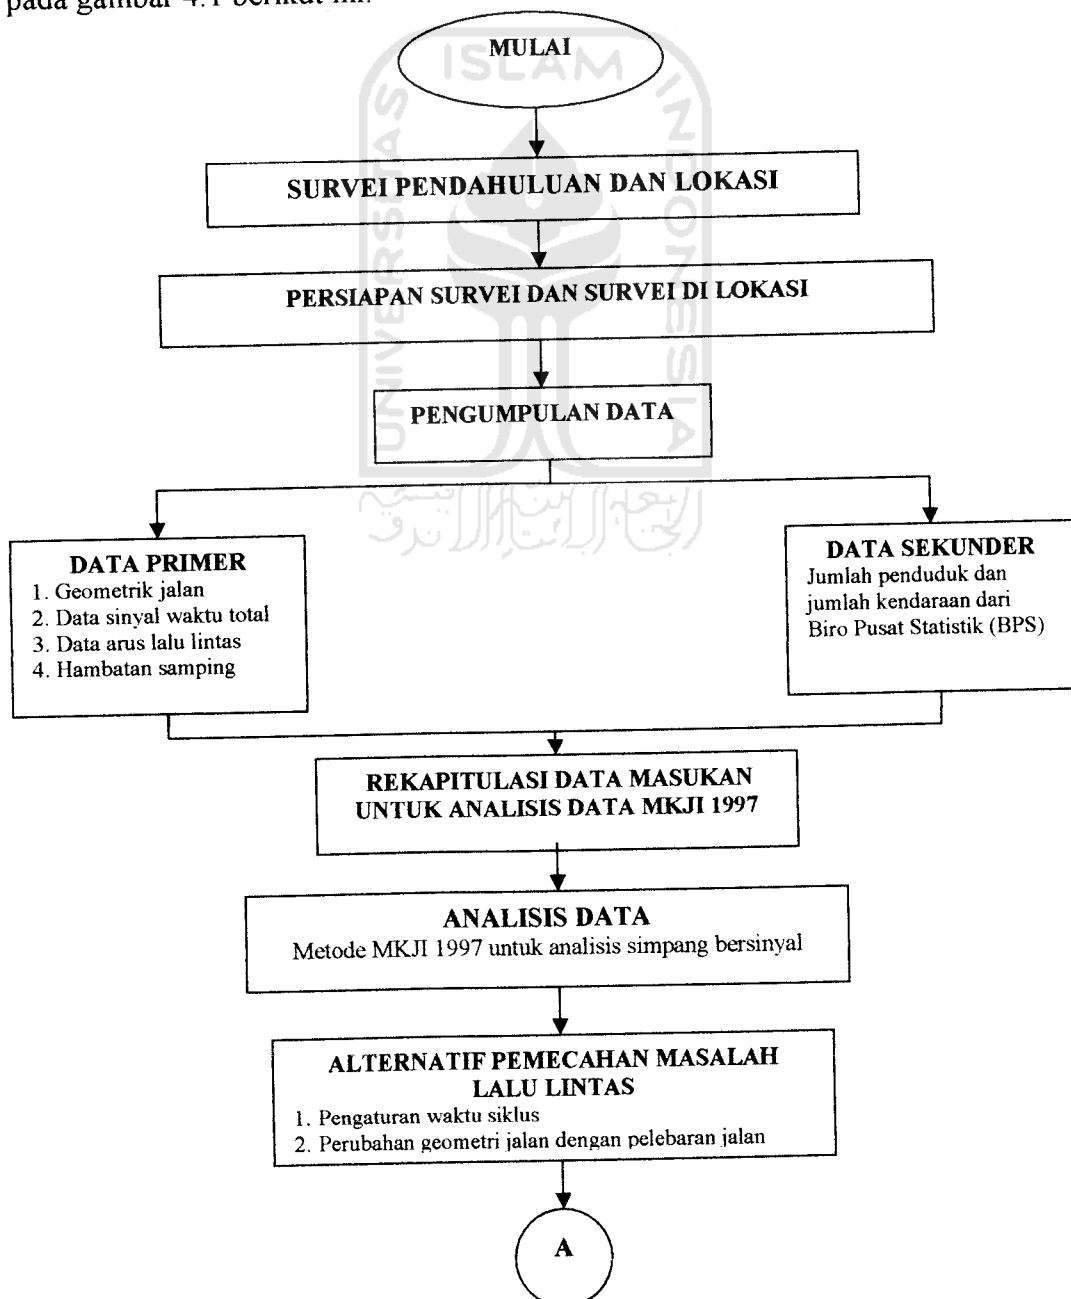 pada gambar 4.1 berikut ini.
MULAI
SURVEI PENDAHULUAN DAN LOKASI
PERSIAPAN SURVEI DAN SURVEI DI LOKASI
PENGUMPULAN DATA
DATA PRIMER
1. Geometrik jalan
2. Data sinyal waktu total
3. Data arus lalu lintas
4. Hambatan samping
DATA SEKUNDER
Jumlah penduduk dan
jumlah kendaraan dari
Biro Pusat Statistik (BPS)
REKAPITULASI DATA MASUKAN
UNTUK ANALISIS DATA MKJI 1997
ANALISIS DATA
Metode MKJI 1997 untuk analisis simpang bersinyal
ALTERNATIF PEMECAHAN MASALAH
LALU LINTAS
1. Pengaturan waktu siklus
2. Perubahan geometri jalan dengan pelebaran jalan
A
UNIVERSITAS
ISLAM
INDONESIA